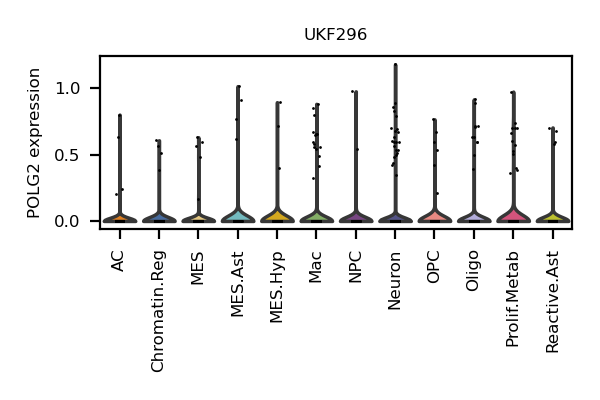 UKF296
POLG2 expression
1.0
0.5
0.0
AC
Chromatin.Reg
MES
MES.Ast
MES.Hyp
Mac
NPC
Neuron
OPC
Oligo
Prolif.Metab
Reactive.Ast